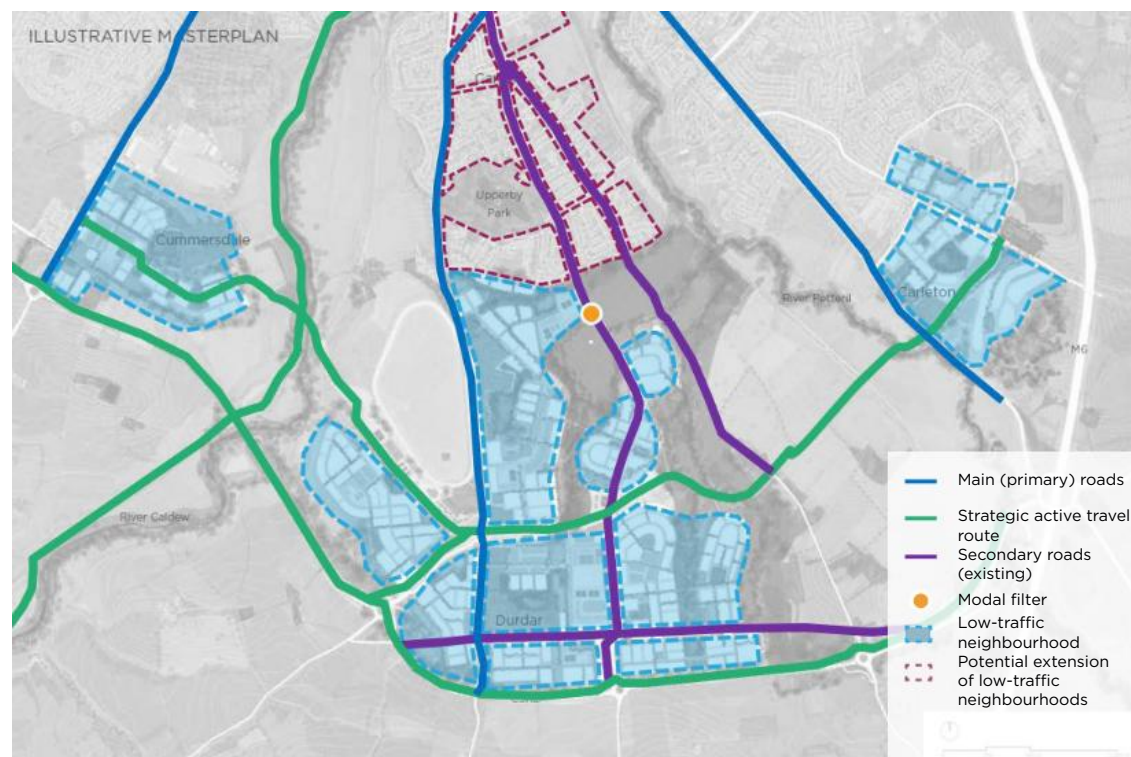 ILLUSTRATIVE MASTERPLAN
Cummersdale
Upperby
Park
River Petteril
Carleton
M6
River Caldew
Durdar
Main (primary) roads
Strategic active travel
route
Secondary roads
(existing)
Modal filter
Low-traffic
neighbourhood
Potential extension
of low-traffic
neighbourhoods